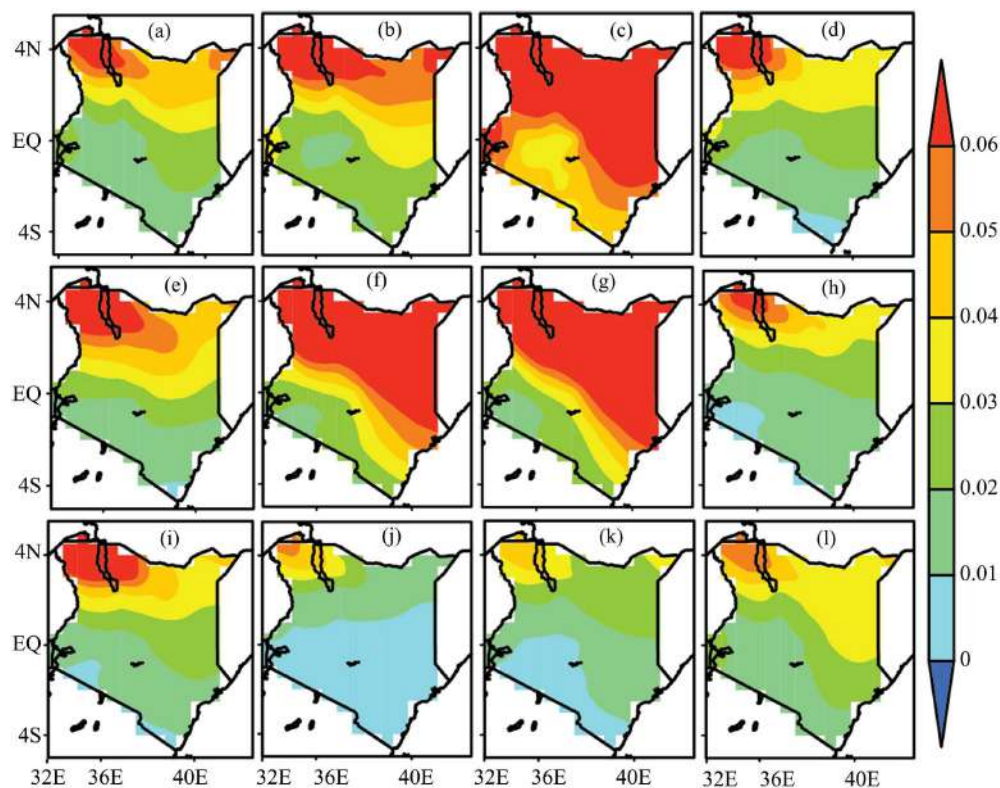 (a) (b) (c) (d)
4N
EQ
4S
0.06
0.05
(e) (f) (g) (h)
4N
EQ
4S
0.04
0.03
0.02
(i) (j) (k) (l)
4N
EQ
4S
0.01
0
32E 36E 40E 32E 36E 40E 32E 36E 40E 32E 36E 40E